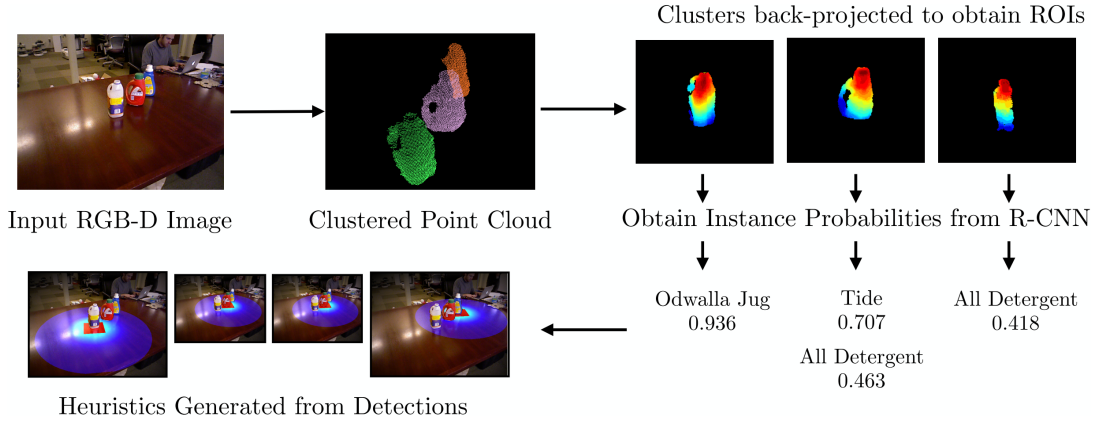 Clusters back-projected to obtain ROIs
Input RGB-D Image
Clustered Point Cloud
Obtain Instance Probabilities from R-CNN
Odwalla Jug
0.936
Tide
0.707
All Detergent
0.463
All Detergent
0.418
Heuristics Generated from Detections